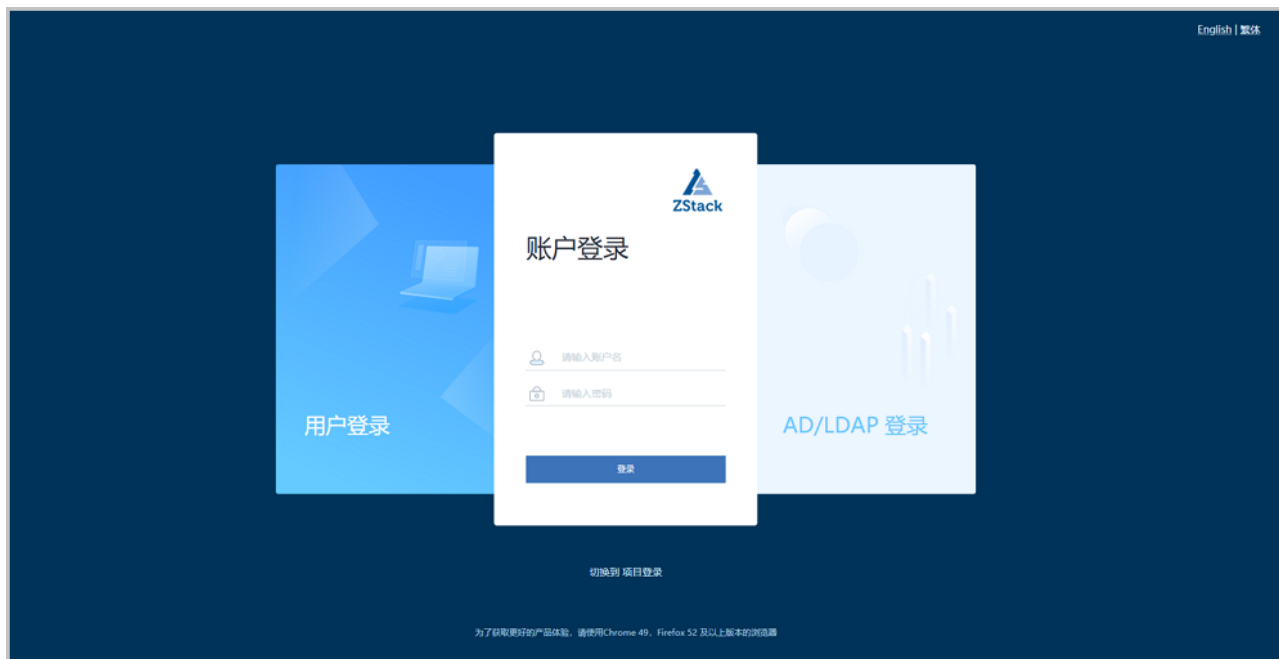 English | 繁体
ZStack
账户登录
请输入账户名
请输入密码
用户登录
AD/LDAP 登录
登录
切换到 项目登录
为了获取更好的产品体验，请使用Chrome 49、Firefox 52 及以上版本的浏览器